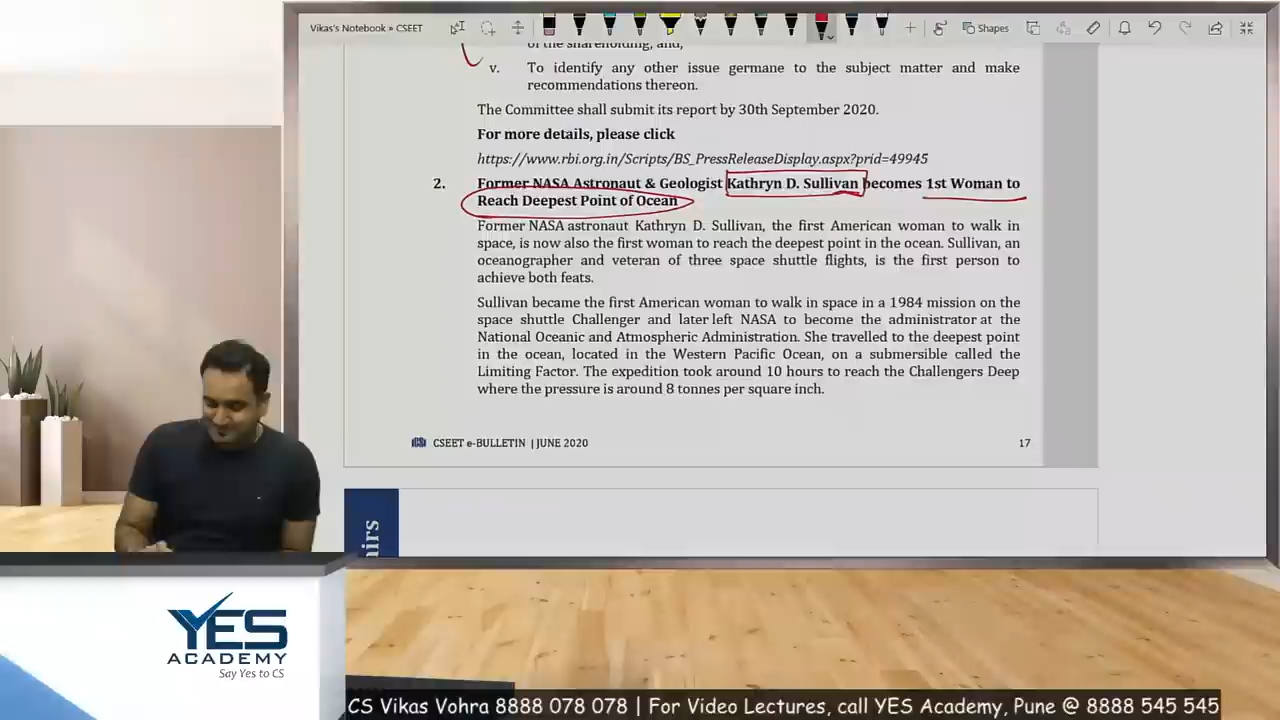 Vikas's Notebook » CSEET
Shapes
of the shareholding; and,
v. To identify any other issue germane to the subject matter and make
recommendations thereon.
The Committee shall submit its report by 30th September 2020.
For more details, please click
https://www.rbi.org.in/Scripts/BS_PressReleaseDisplay.aspx?prid=49945
2. Former NASA Astronaut & Geologist Kathryn D. Sullivan becomes 1st Woman to
Reach Deepest Point of Ocean
Former NASA astronaut Kathryn D. Sullivan, the first American woman to walk in
space, is now also the first woman to reach the deepest point in the ocean. Sullivan, an
oceanographer and veteran of three space shuttle flights, is the first person to
achieve both feats.
Sullivan became the first American woman to walk in space in a 1984 mission on the
space shuttle Challenger and later left NASA to become the administrator at the
National Oceanic and Atmospheric Administration. She travelled to the deepest point
in the ocean, located in the Western Pacific Ocean, on a submersible called the
Limiting Factor. The expedition took around 10 hours to reach the Challengers Deep
where the pressure is around 8 tonnes per square inch.
CSEET e-BULLETIN | JUNE 2020 17
YES
ACADEMY
Say Yes to CS
CS Vikas Vohra 8888 078 078 | For Video Lectures, call YES Academy, Pune @ 8888 545 545